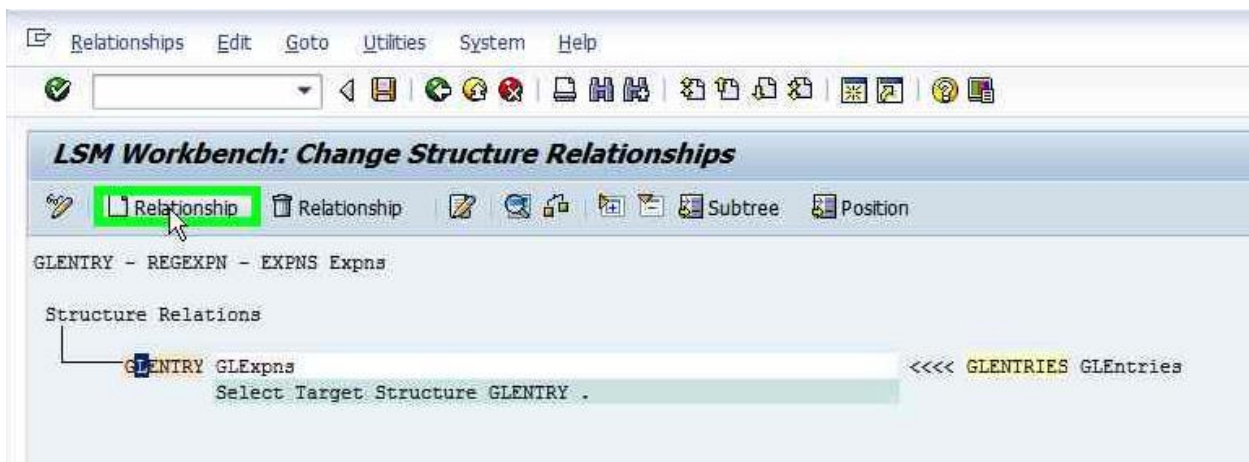 Relationships Edit Goto Utilities System Help
LSM Workbench: Change Structure Relationships
Relationship Relationship Subtree Position
GLENTRY - REGEXPN - EXPNS Expns
Structure Relations
GLENTRY GLExpns <<<< GLENTRIES GLEntries
Select Target Structure GLENTRY .